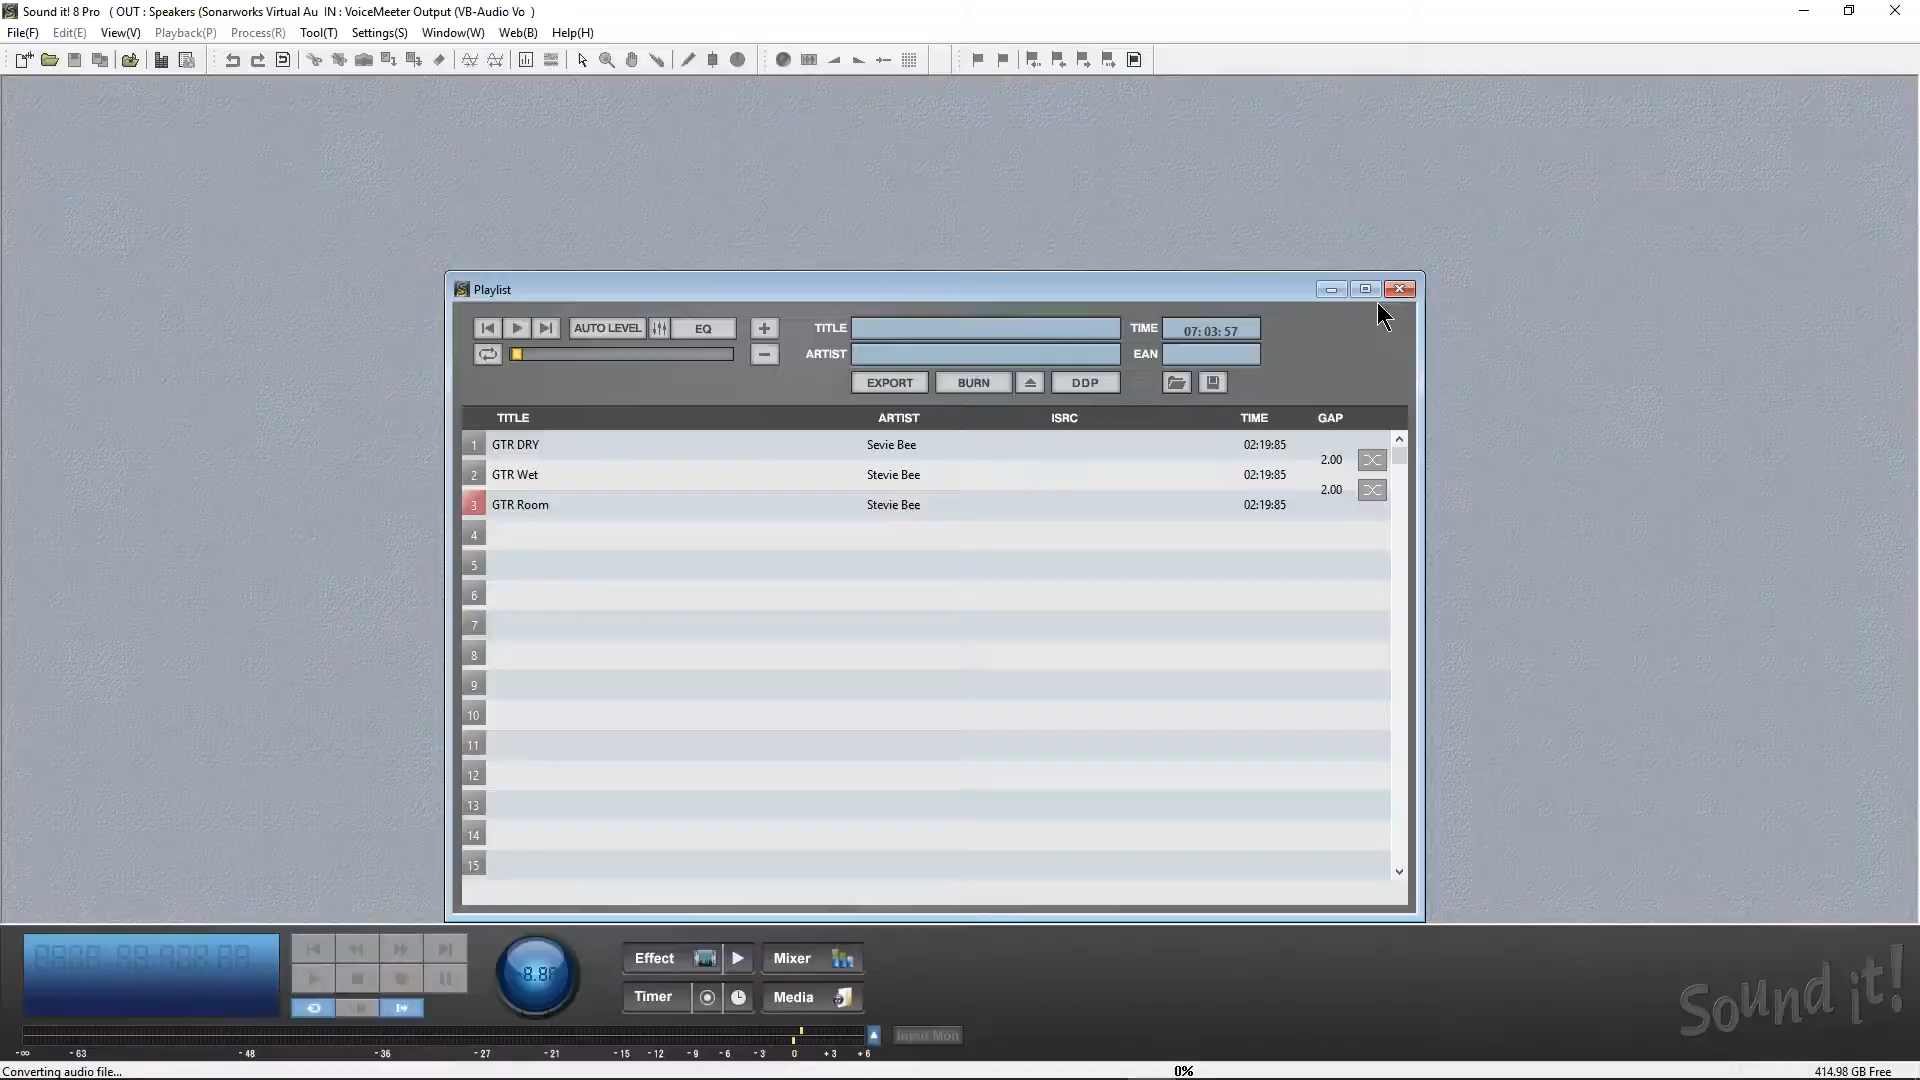 Sound it! 8 Pro ( OUT : Speakers (Sonarworks Virtual Au IN : VoiceMeeter Output (VB-Audio Vo )
File(F) Edit(E) View(V) Playback(P) Process(R) Tool(T) Settings(S) Window(W) Web(B) Help(H)
Playlist
AUTO LEVEL EQ TITLE TIME 07: 03: 57
ARTIST EAN
EXPORT BURN DDP
TITLE ARTIST ISRC TIME GAP
1 GTR DRY Sevie Bee 02:19:85
2.00
2 GTR Wet Stevie Bee 02:19:85
2.00
3 GTR Room Stevie Bee 02:19:85
4
5
6
7
8
9
10
11
12
13
14
15
Effect Mixer
Timer Media
Sound it!
Input Mon
-∞ -63 -48 -36 -27 -21 -15 -12 -9 -6 -3 0 +3 +6
Converting audio file... 0% 414.98 GB Free